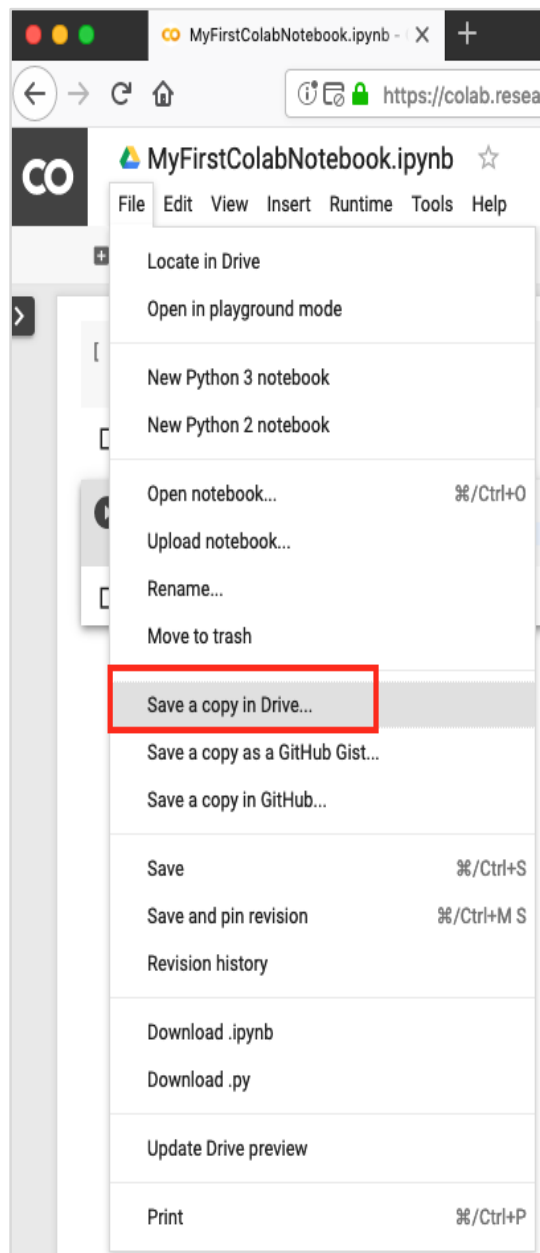 MyFirstColabNotebook.ipynb -
https://colab.resea
CO MyFirstColabNotebook.ipynb
File Edit View Insert Runtime Tools Help
Locate in Drive
Open in playground mode
New Python 3 notebook
New Python 2 notebook
Open notebook... ⌘/Ctrl+O
Upload notebook...
Rename...
Move to trash
Save a copy in Drive...
Save a copy as a GitHub Gist...
Save a copy in GitHub...
Save ⌘/Ctrl+S
Save and pin revision ⌘/Ctrl+M S
Revision history
Download .ipynb
Download .py
Update Drive preview
Print ⌘/Ctrl+P